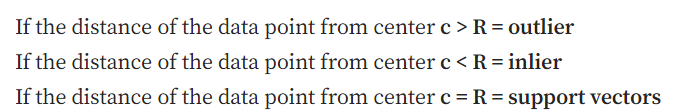 If the distance of the data point from center c > R = outlier
If the distance of the data point from center c < R = inlier
If the distance of the data point from center c = R = support vectors